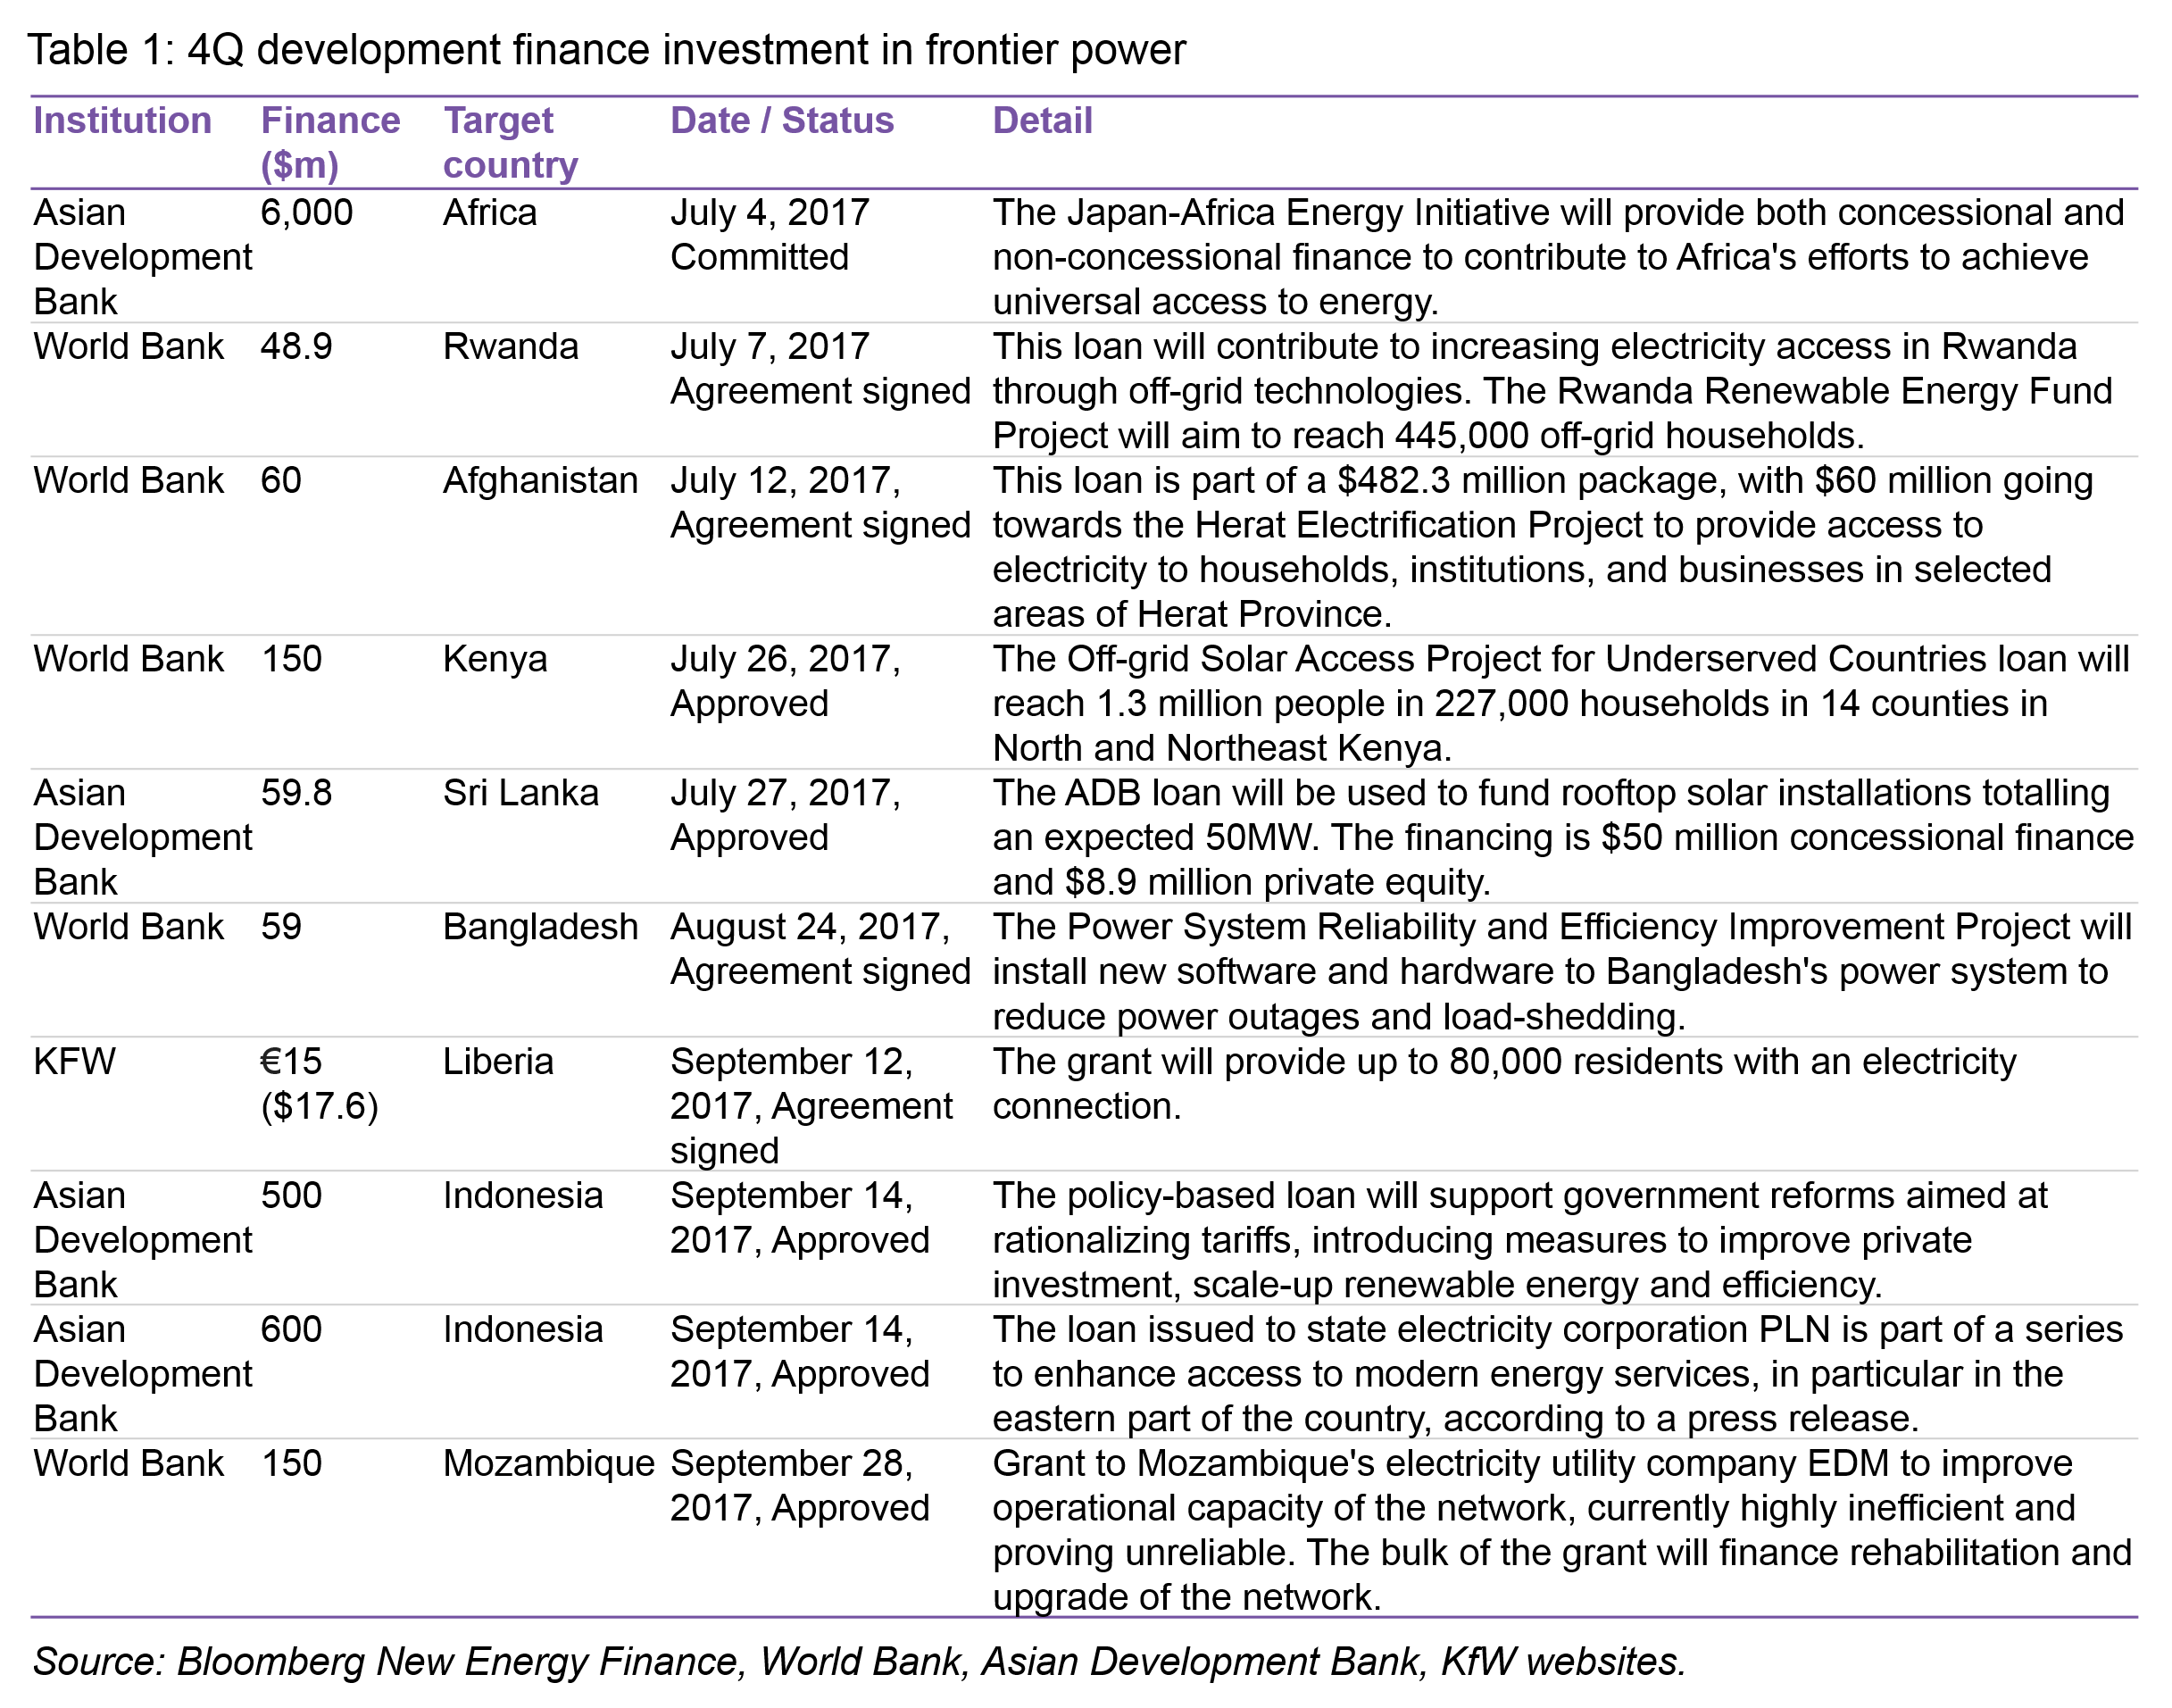 Table 1: 4Q development finance investment in frontier power
Institution Finance ($m) Target country Date / Status Detail
Asian Development Bank 6,000 Africa July 4, 2017 Committed The Japan-Africa Energy Initiative will provide both concessional and non-concessional finance to contribute to Africa's efforts to achieve universal access to energy.
World Bank 48.9 Rwanda July 7, 2017 Agreement signed This loan will contribute to increasing electricity access in Rwanda through off-grid technologies. The Rwanda Renewable Energy Fund Project will aim to reach 445,000 off-grid households.
World Bank 60 Afghanistan July 12, 2017, Agreement signed This loan is part of a $482.3 million package, with $60 million going towards the Herat Electrification Project to provide access to electricity to households, institutions, and businesses in selected areas of Herat Province.
World Bank 150 Kenya July 26, 2017, Approved The Off-grid Solar Access Project for Underserved Countries loan will reach 1.3 million people in 227,000 households in 14 counties in North and Northeast Kenya.
Asian Development Bank 59.8 Sri Lanka July 27, 2017, Approved The ADB loan will be used to fund rooftop solar installations totalling an expected 50MW. The financing is $50 million concessional finance and $8.9 million private equity.
World Bank 59 Bangladesh August 24, 2017, Agreement signed The Power System Reliability and Efficiency Improvement Project will install new software and hardware to Bangladesh's power system to reduce power outages and load-shedding.
KFW €15 ($17.6) Liberia September 12, 2017, Agreement signed The grant will provide up to 80,000 residents with an electricity connection.
Asian Development Bank 500 Indonesia September 14, 2017, Approved The policy-based loan will support government reforms aimed at rationalizing tariffs, introducing measures to improve private investment, scale-up renewable energy and efficiency.
Asian Development Bank 600 Indonesia September 14, 2017, Approved The loan issued to state electricity corporation PLN is part of a series to enhance access to modern energy services, in particular in the eastern part of the country, according to a press release.
World Bank 150 Mozambique September 28, 2017, Approved Grant to Mozambique's electricity utility company EDM to improve operational capacity of the network, currently highly inefficient and proving unreliable. The bulk of the grant will finance rehabilitation and upgrade of the network.
Source: Bloomberg New Energy Finance, World Bank, Asian Development Bank, KfW websites.